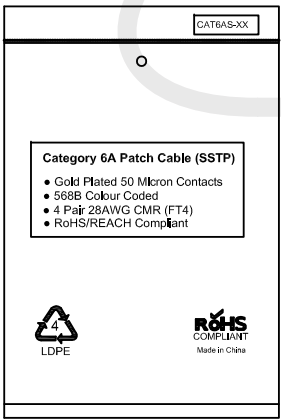 CAT6AS-XX
Category 6A Patch Cable (SSTP)
● Gold Plated 50 Micron Contacts
● 568B Colour Coded
● 4 Pair 28AWG CMR (FT4)
● RoHS/REACH Compliant
4
LDPE
RoHS
COMPLIANT
Made in China